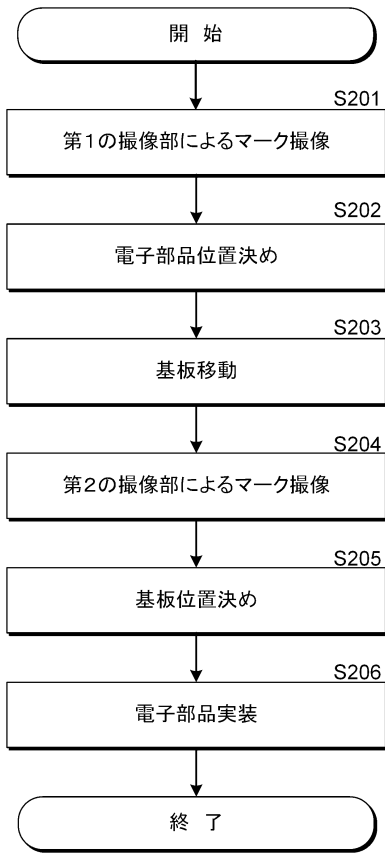 開 始
S201
第１の撮像部によるマーク撮像
S202
電子部品位置決め
S203
基板移動
S204
第２の撮像部によるマーク撮像
S205
基板位置決め
S206
電子部品実装
終 了